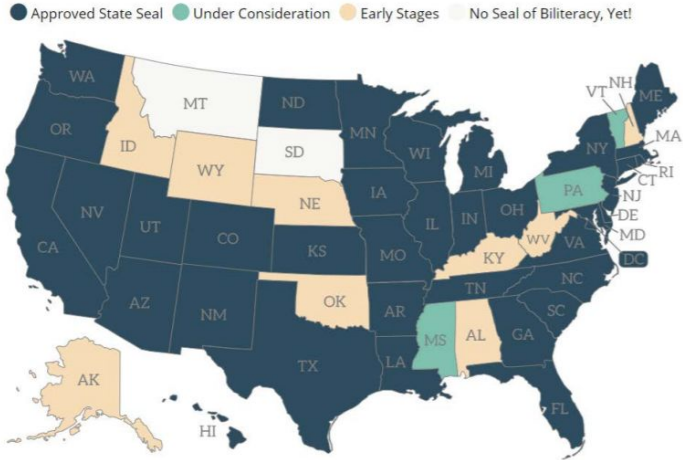 Approved State Seal Under Consideration Early Stages No Seal of Biliteracy, Yet!
WA
MT
ND
MN
VT
NH
ME
OR
ID
SD
WI
MI
NY
MA
WY
RI
CT
IA
PA
NJ
NE
NV
UT
CO
IL
IN
OH
DE
MD
CA
KS
MO
WV
VA
DC
KY
AZ
NM
OK
AR
TN
NC
SC
TX
LA
MS
AL
GA
AK
HI
FL